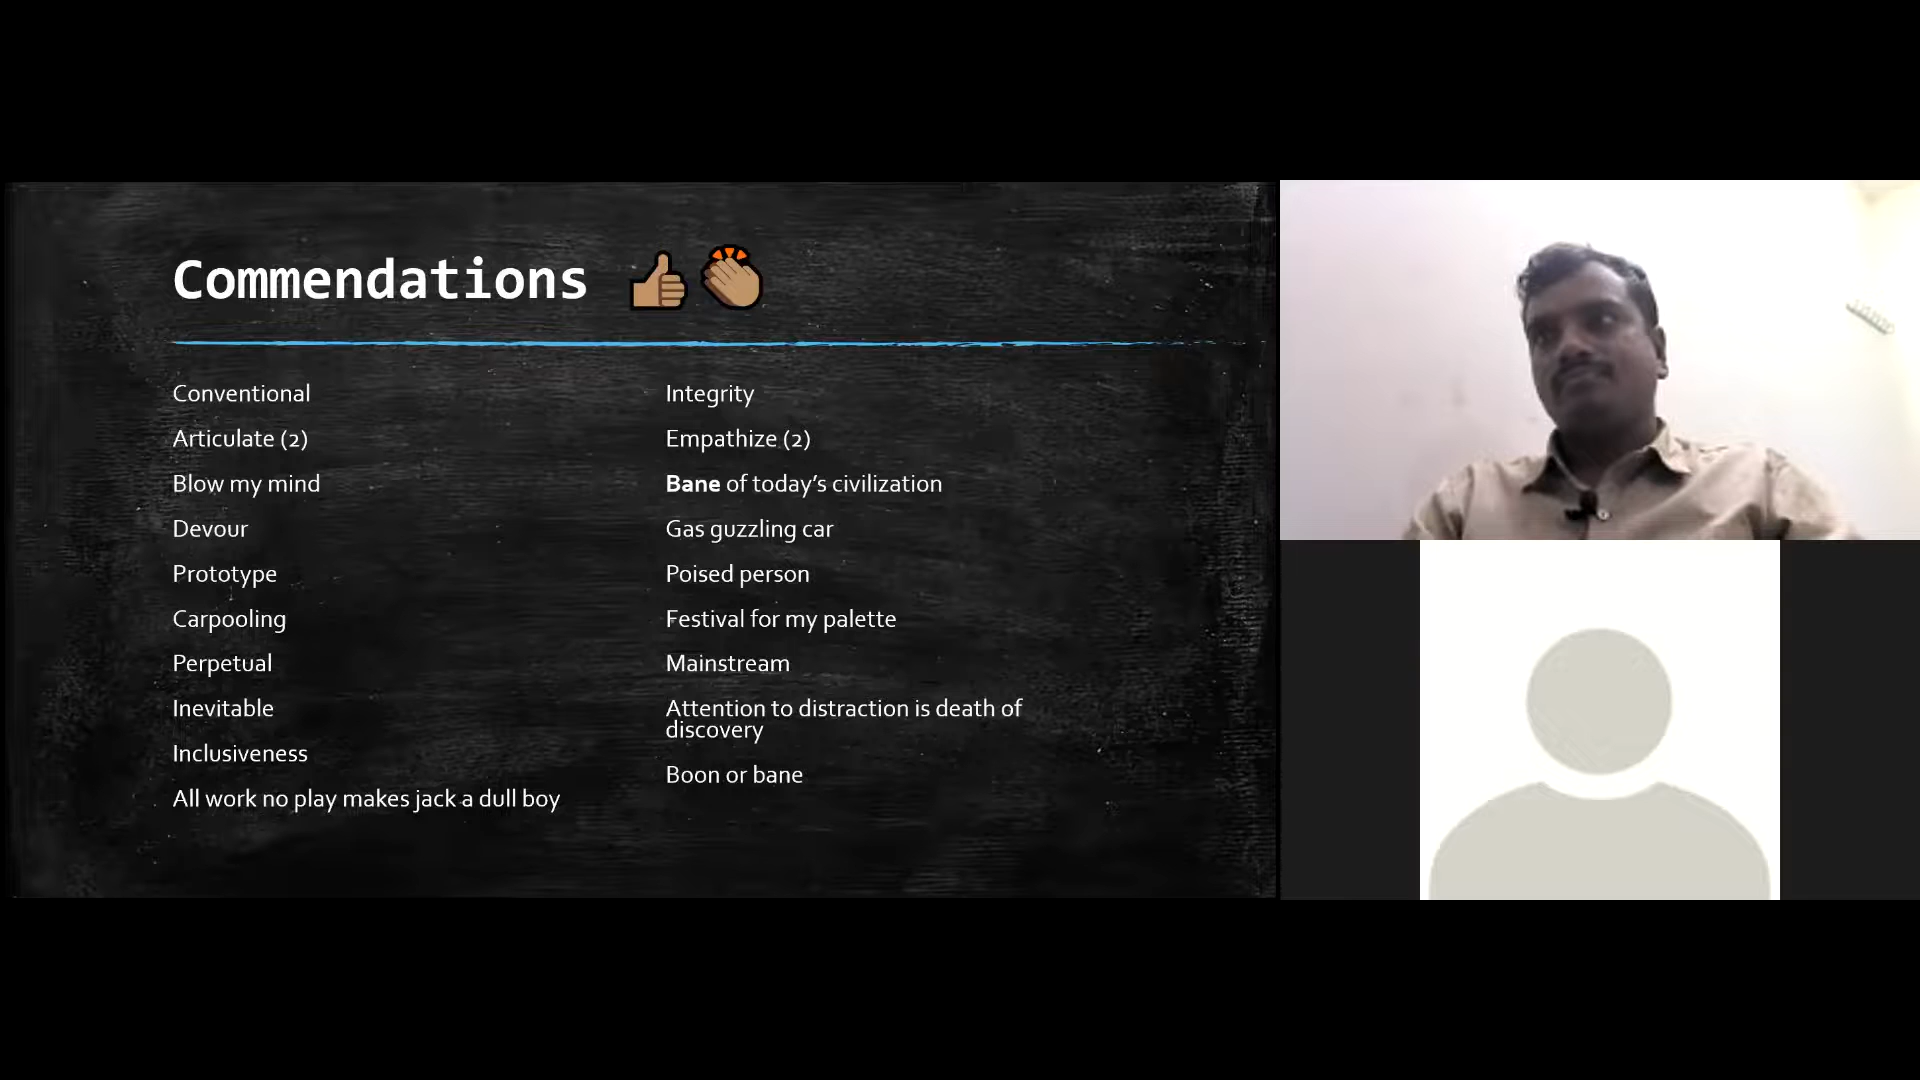 Commendations
Conventional
Articulate (2)
Blow my mind
Devour
Prototype
Carpooling
Perpetual
Inevitable
Inclusiveness
All work no play makes jack a dull boy
Integrity
Empathize (2)
Bane of today’s civilization
Gas guzzling car
Poised person
Festival for my palette
Mainstream
Attention to distraction is death of
discovery
Boon or bane